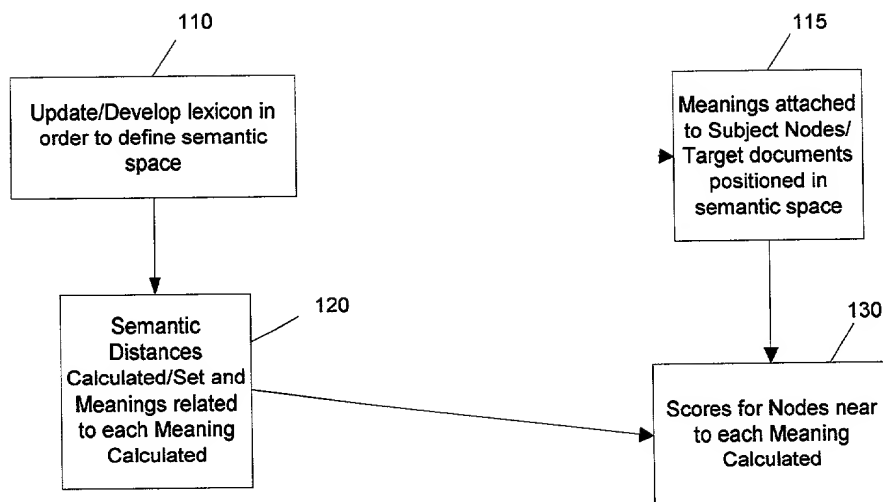 110
Update/Develop lexicon in
order to define semantic
space
115
Meanings attached
to Subject Nodes/
Target documents
positioned in
semantic space
120
Semantic
Distances
Calculated/Set and
Meanings related
to each Meaning
Calculated
130
Scores for Nodes near
to each Meaning
Calculated